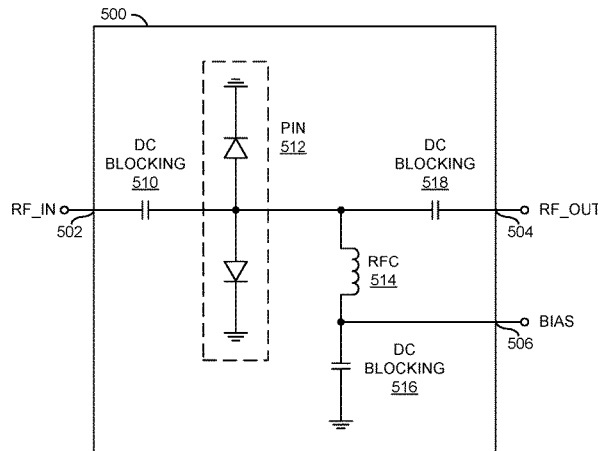 500
PIN
512
DC
BLOCKING
510
DC
BLOCKING
518
RF_IN
502
RF_OUT
504
RFC
514
BIAS
506
DC
BLOCKING
516